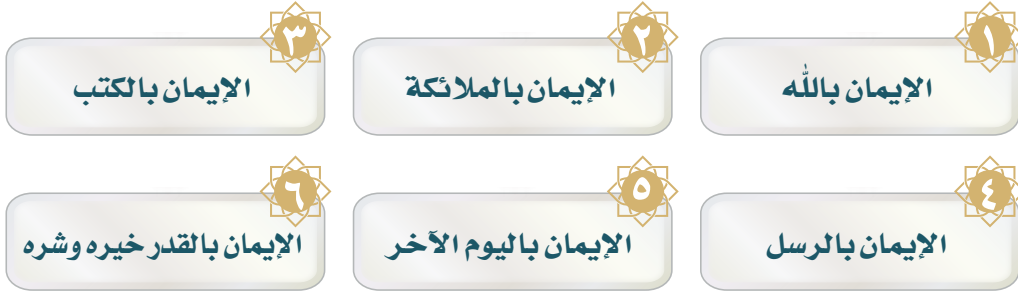 ١
الإيمان بالله
٢
الإيمان بالملائكة
٣
الإيمان بالكتب
٤
الإيمان بالرسل
٥
الإيمان باليوم الآخر
٦
الإيمان بالقدر خيره وشره